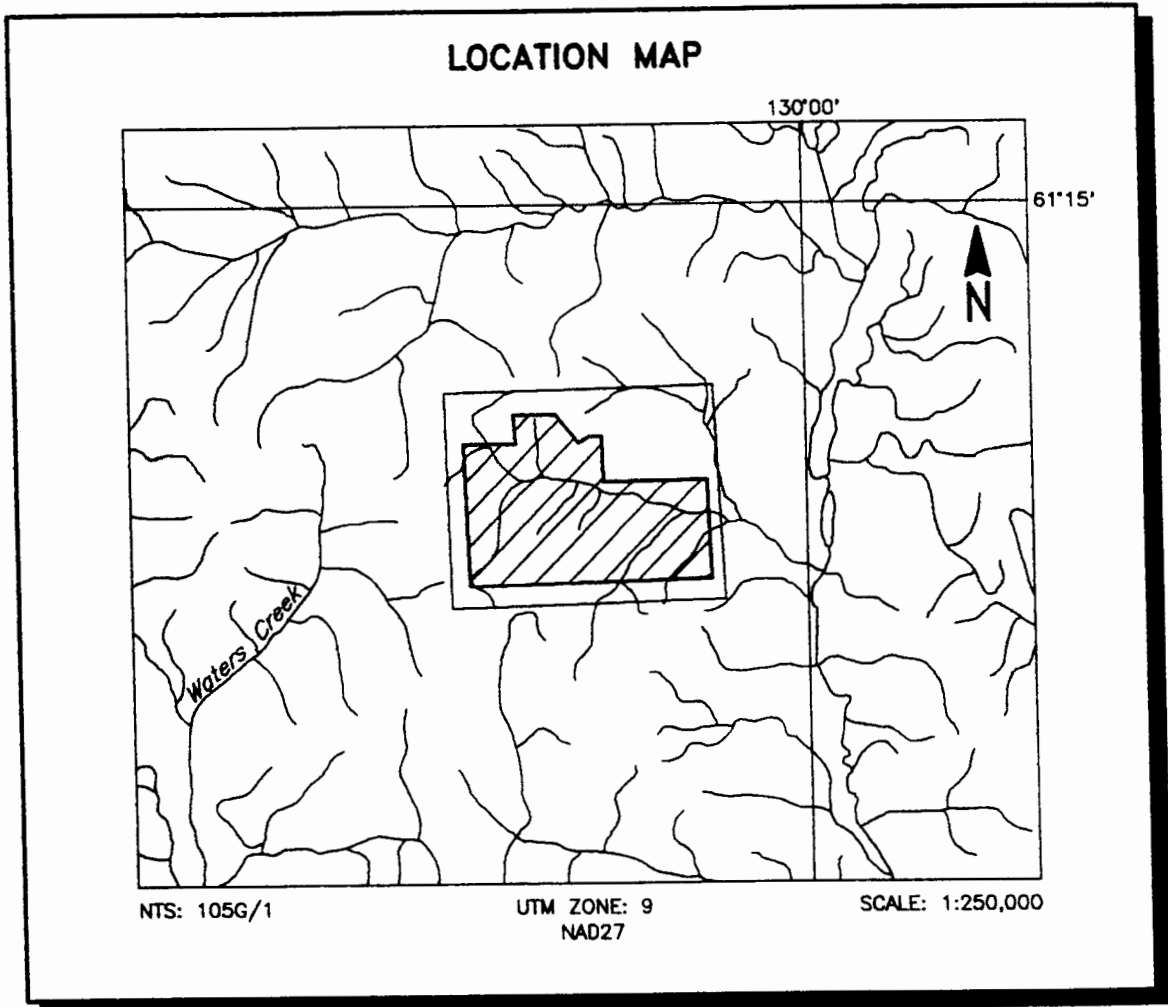 LOCATION MAP
130°00'
61°15'
N
Waters Creek
NTS: 105G/1
UTM ZONE: 9
SCALE: 1:250,000
NAD27